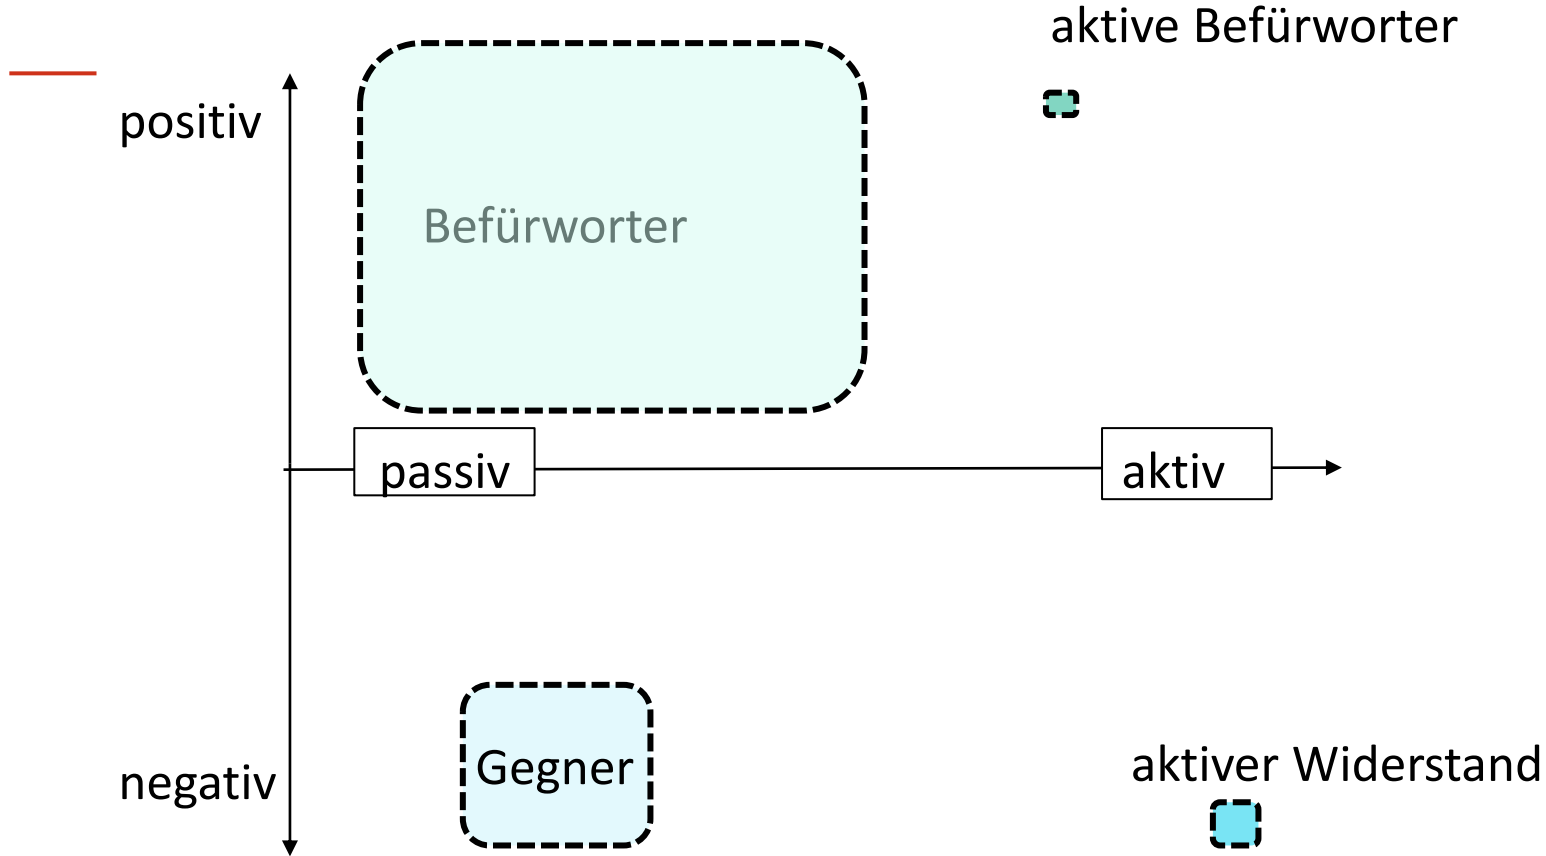 aktive Befürworter
positiv
Befürworter
passiv
aktiv
aktiver Widerstand
Gegner
negativ